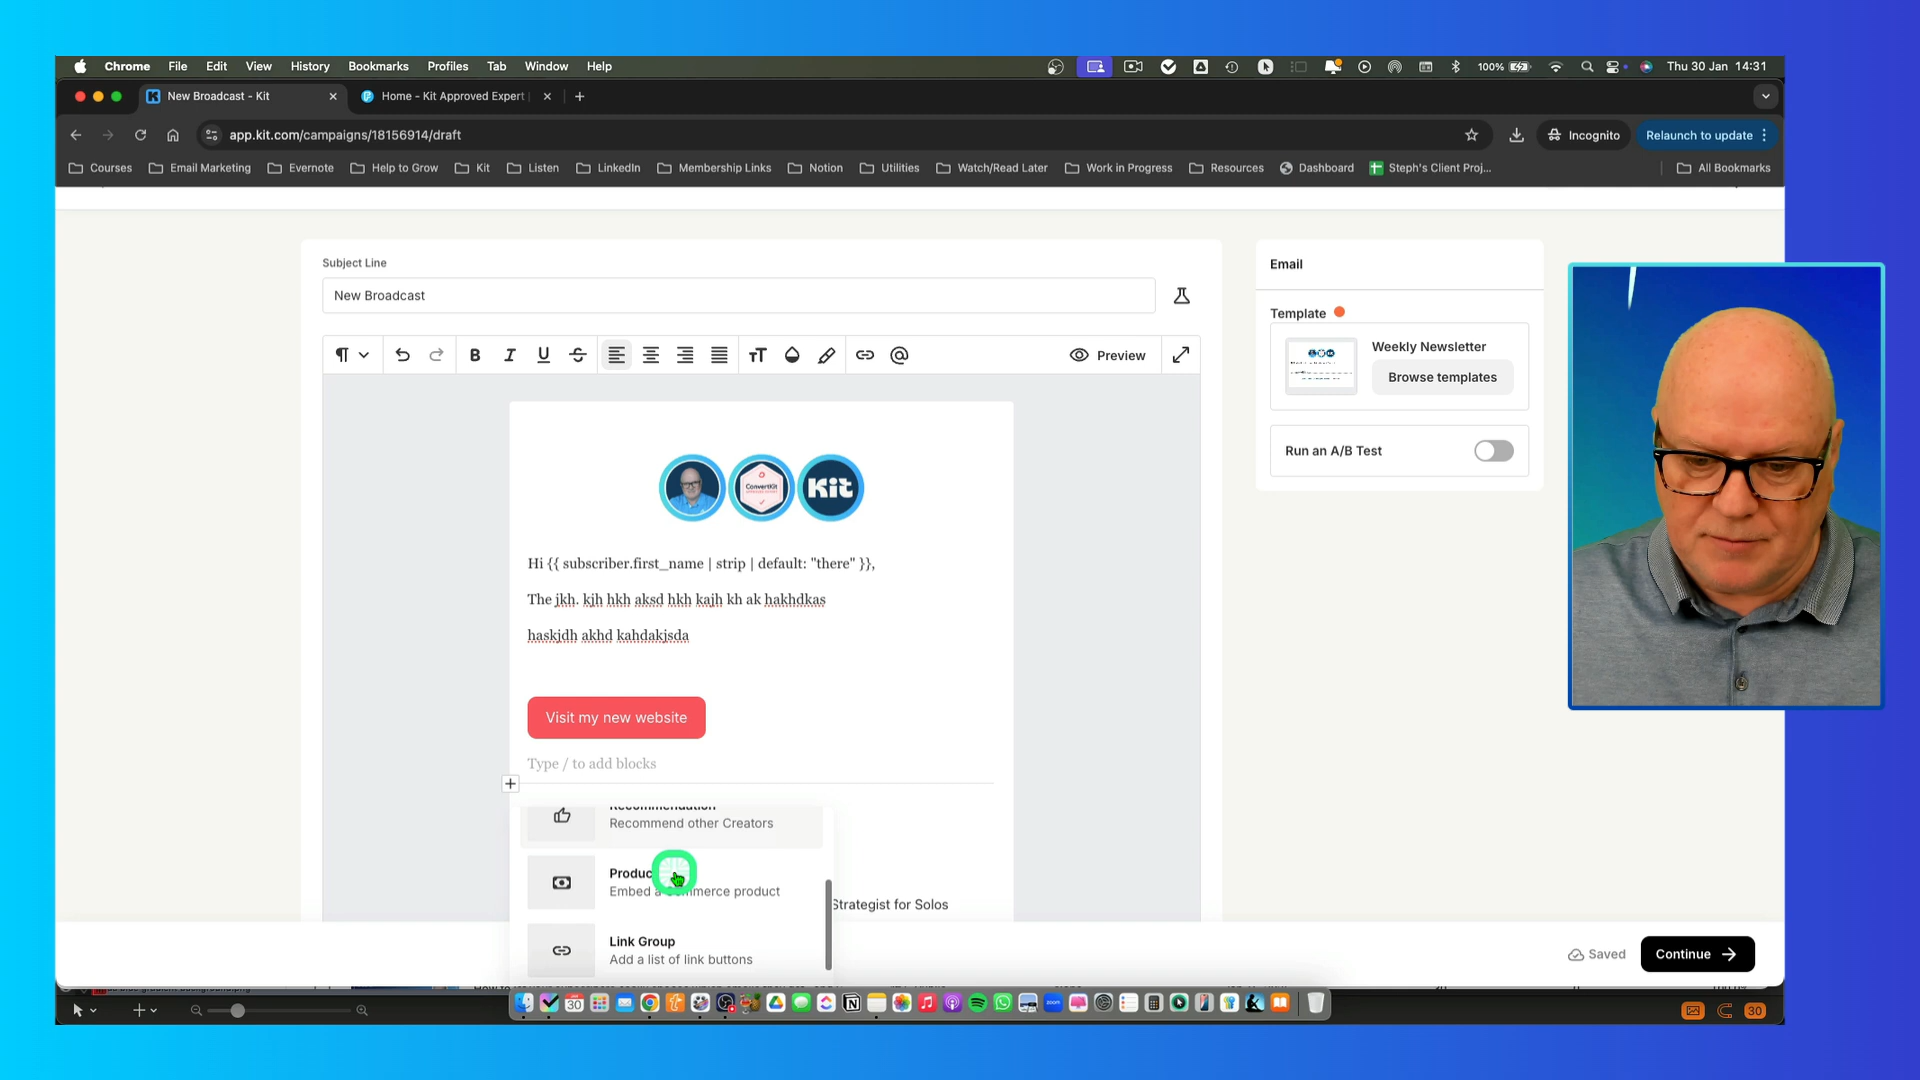 Chrome File Edit View History Bookmarks Profiles Tab Window Help 100% Thu 30 Jan 14:31
New Broadcast - Kit Home - Kit Approved Expert
app.kit.com/campaigns/18156914/draft Incognito Relaunch to update
Courses Email Marketing Evernote Help to Grow Kit Listen LinkedIn Membership Links Notion Utilities Watch/Read Later Work in Progress Resources Dashboard Steph's Client Proj... All Bookmarks
Subject Line
New Broadcast
Preview
Email
Template
Weekly Newsletter
Browse templates
Run an A/B Test
ConvertKit
Kit
Hi {{ subscriber.first_name | strip | default: "there" }},
The jkh. kjh hkh aksd hkh kajh kh ak hakhdkas
haskjdh akhd kahdakjsda
Visit my new website
Type / to add blocks
Recommendation
Recommend other Creators
Produc
Embed a commerce product
Strategist for Solos
Link Group
Add a list of link buttons
Saved Continue
30
30